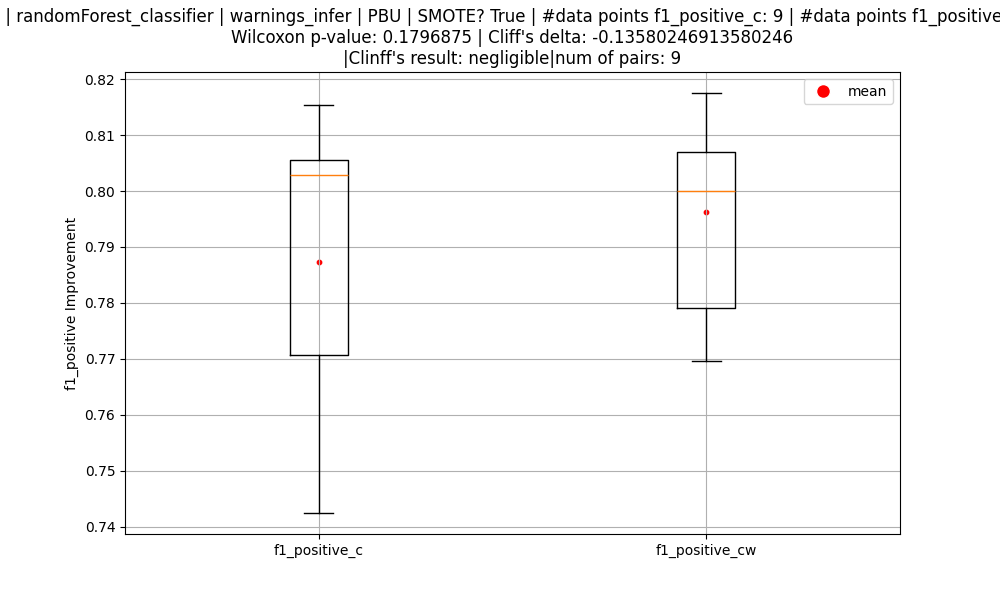 | randomForest_classifier | warnings_infer | PBU | SMOTE? True | #data points f1_positive_c: 9 | #data points f1_positive
Wilcoxon p-value: 0.1796875 | Cliff's delta: -0.13580246913580246
|Clinff's result: negligible|num of pairs: 9
0.82
mean
0.81
0.80
0.79
0.78
0.77
0.76
0.75
0.74
f1_positive Improvement
f1_positive_c
f1_positive_cw